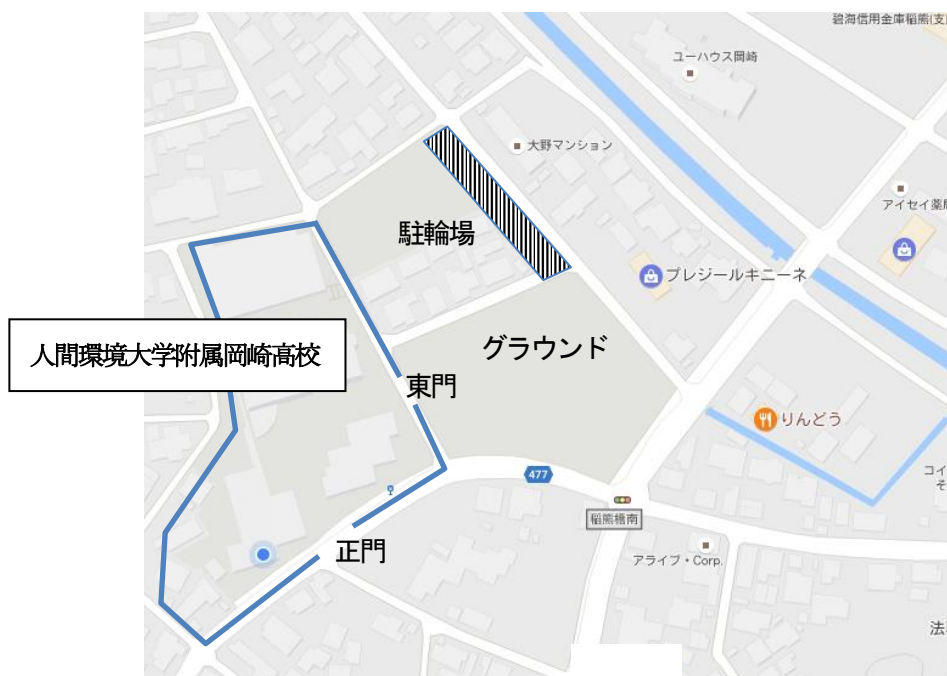 碧海信用金庫稲熊(支
ユーハウス岡崎
大野マンション
アイセイ薬局
駐輪場
プレジールキニーネ
グラウンド
人間環境大学附属岡崎高校
東門
りんどう
477
コイ
そ
稲熊橋南
正門
アライブ・Corp.
法